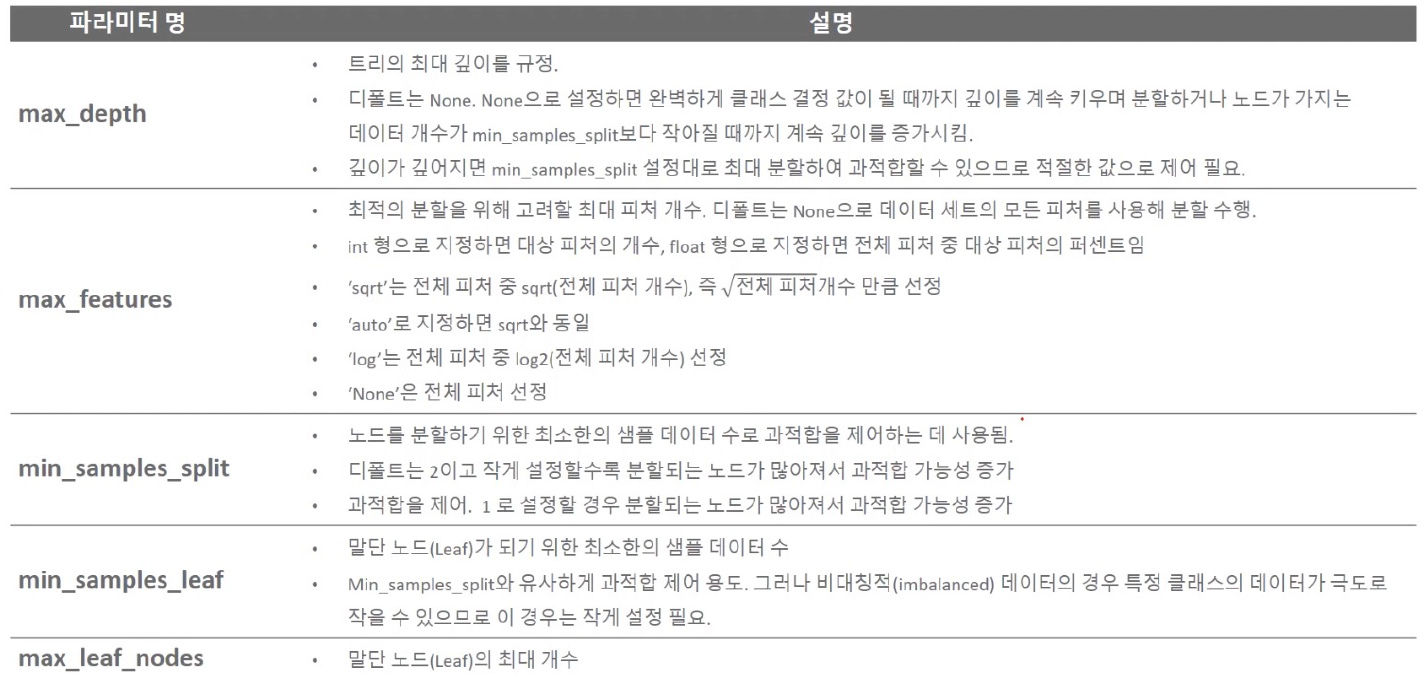 파라미터 명 설명
max_depth
• 트리의 최대 깊이를 규정.
• 디폴트는 None. None으로 설정하면 완벽하게 클래스 결정 값이 될 때까지 깊이를 계속 키우며 분할하거나 노드가 가지는
데이터 개수가 min_samples_split보다 작아질 때까지 계속 깊이를 증가시킴.
• 깊이가 깊어지면 min_samples_split 설정대로 최대 분할하여 과적합할 수 있으므로 적절한 값으로 제어 필요.
max_features
• 최적의 분할을 위해 고려할 최대 피처 개수. 디폴트는 None으로 데이터 세트의 모든 피처를 사용해 분할 수행.
• int 형으로 지정하면 대상 피처의 개수, float 형으로 지정하면 전체 피처 중 대상 피처의 퍼센트임
• 'sqrt'는 전체 피처 중 sqrt(전체 피처 개수), 즉 √전체 피처개수 만큼 선정
• 'auto'로 지정하면 sqrt와 동일
• 'log'는 전체 피처 중 log2(전체 피처 개수) 선정
• 'None'은 전체 피처 선정
min_samples_split
• 노드를 분할하기 위한 최소한의 샘플 데이터 수로 과적합을 제어하는 데 사용됨.
• 디폴트는 2이고 작게 설정할수록 분할되는 노드가 많아져서 과적합 가능성 증가
• 과적합을 제어. 1 로 설정할 경우 분할되는 노드가 많아져서 과적합 가능성 증가
min_samples_leaf
• 말단 노드(Leaf)가 되기 위한 최소한의 샘플 데이터 수
• Min_samples_split와 유사하게 과적합 제어 용도. 그러나 비대칭적(imbalanced) 데이터의 경우 특정 클래스의 데이터가 극도로
작을 수 있으므로 이 경우는 작게 설정 필요.
max_leaf_nodes
• 말단 노드(Leaf)의 최대 개수